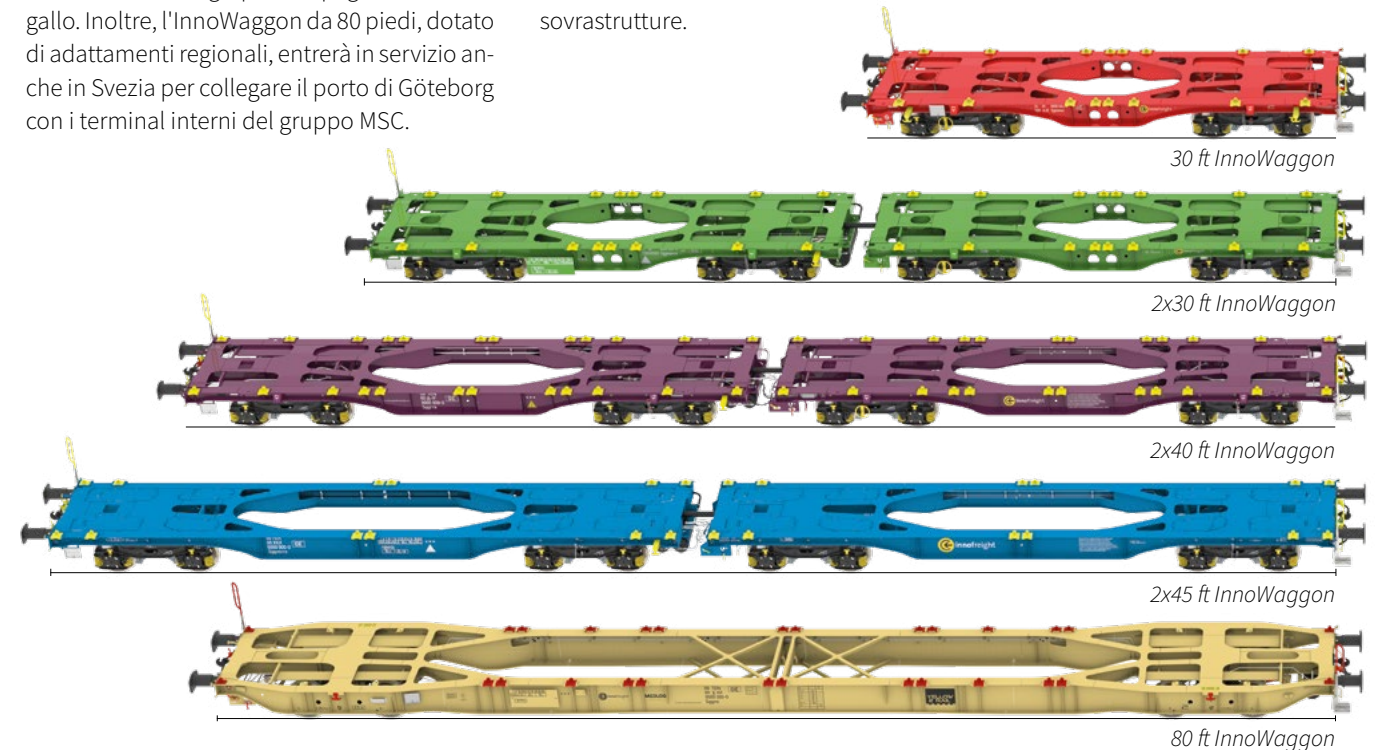 gallo. Inoltre, l'InnoWaggon da 80 piedi, dotato
di adattamenti regionali, entrerà in servizio an-
che in Svezia per collegare il porto di Göteborg
con i terminal interni del gruppo MSC.
sovrastrutture.
30 ft InnoWaggon
2x30 ft InnoWaggon
innofreight
2x40 ft InnoWaggon
innofreight
2x45 ft InnoWaggon
80 ft InnoWaggon